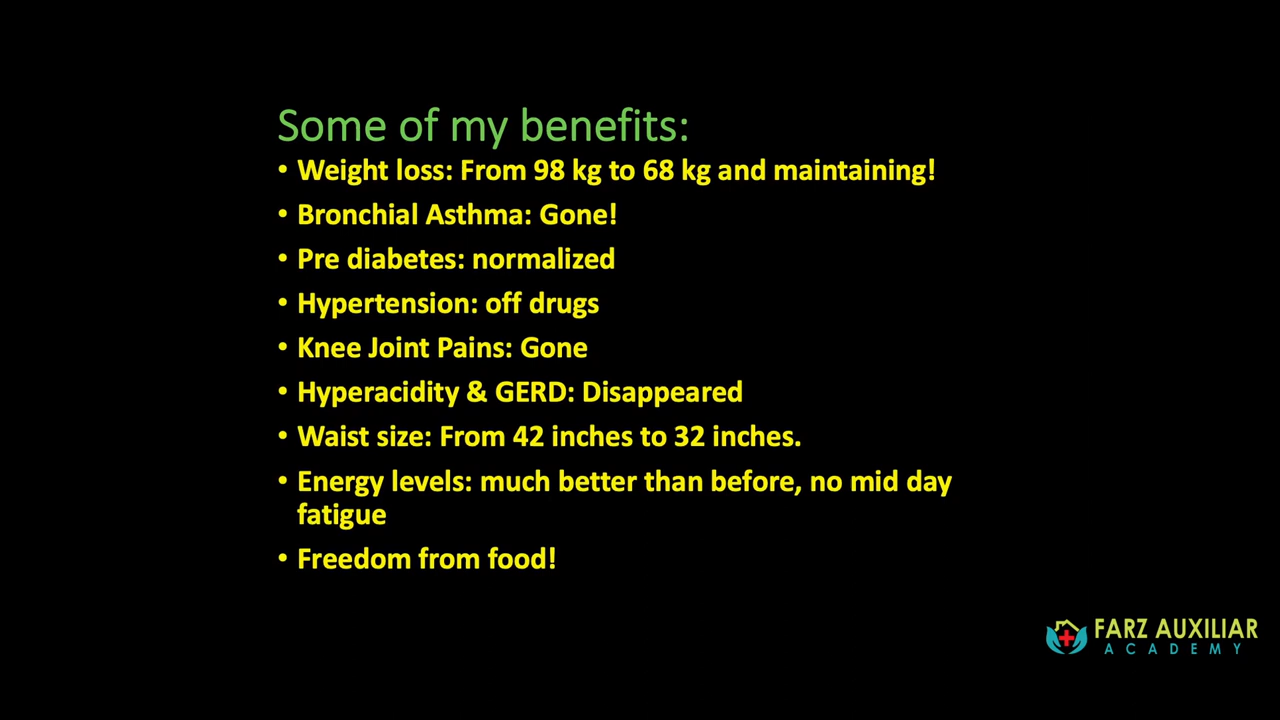 Some of my benefits:
• Weight loss: From 98 kg to 68 kg and maintaining!
• Bronchial Asthma: Gone!
• Pre diabetes: normalized
• Hypertension: off drugs
• Knee Joint Pains: Gone
• Hyperacidity & GERD: Disappeared
• Waist size: From 42 inches to 32 inches.
• Energy levels: much better than before, no mid day
fatigue
• Freedom from food!
FARZ AUXILIAR
ACADEMY